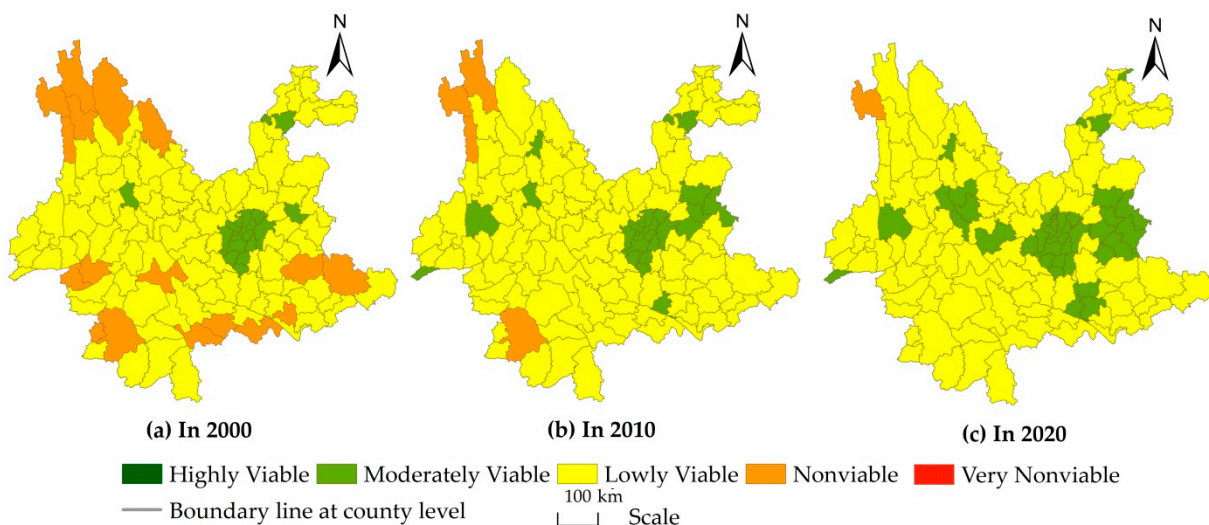 N
N
N
(a) In 2000
(b) In 2010
(c) In 2020
Highly Viable
Moderately Viable
Lowly Viable
Nonviable
Very Nonviable
Boundary line at county level
100 km
Scale